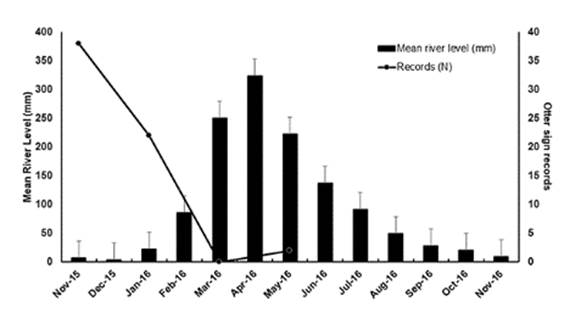 400
350
300
250
200
150
100
50
0
Mean River Level (mm)
Mean river level (mm)
Records (N)
40
35
30
25
20
15
10
5
0
Otter sign records
Nov-15
Dec-15
Jan-16
Feb-16
Mar-16
Apr-16
May-16
Jun-16
Jul-16
Aug-16
Sep-16
Oct-16
Nov-16